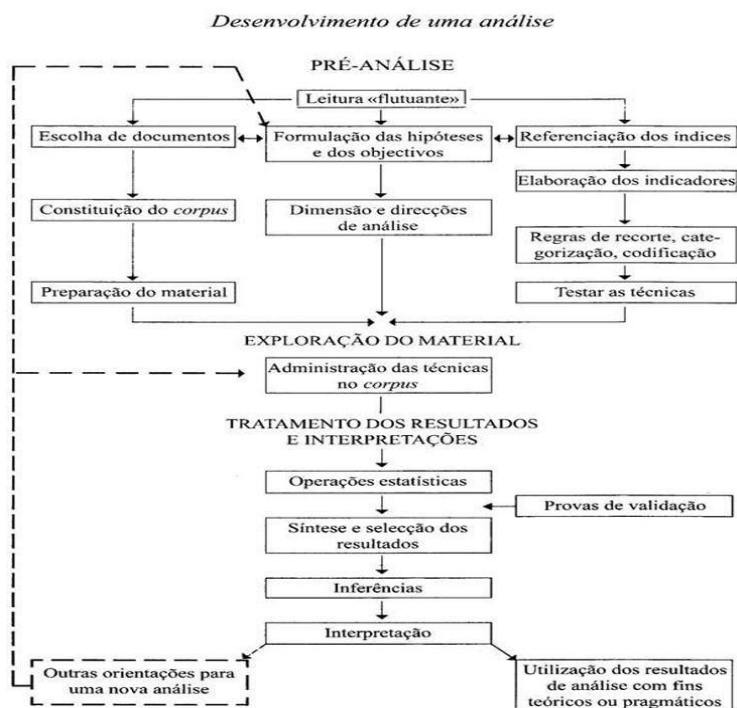 Desenvolvimento de uma análise
PRÉ-ANÁLISE
Leitura «flutuante»
Escolha de documentos
Formulação das hipóteses
e dos objectivos
Referenciação dos índices
Constituição do corpus
Dimensão e direcções
de análise
Elaboração dos indicadores
Regras de recorte, cate-
gorização, codificação
Preparação do material
Testar as técnicas
EXPLORAÇÃO DO MATERIAL
Administração das técnicas
no corpus
TRATAMENTO DOS RESULTADOS
E INTERPRETAÇÕES
Operações estatísticas
Provas de validação
Síntese e selecção dos
resultados
Inferências
Interpretação
Outras orientações para
uma nova análise
Utilização dos resultados
de análise com fins
teóricos ou pragmáticos